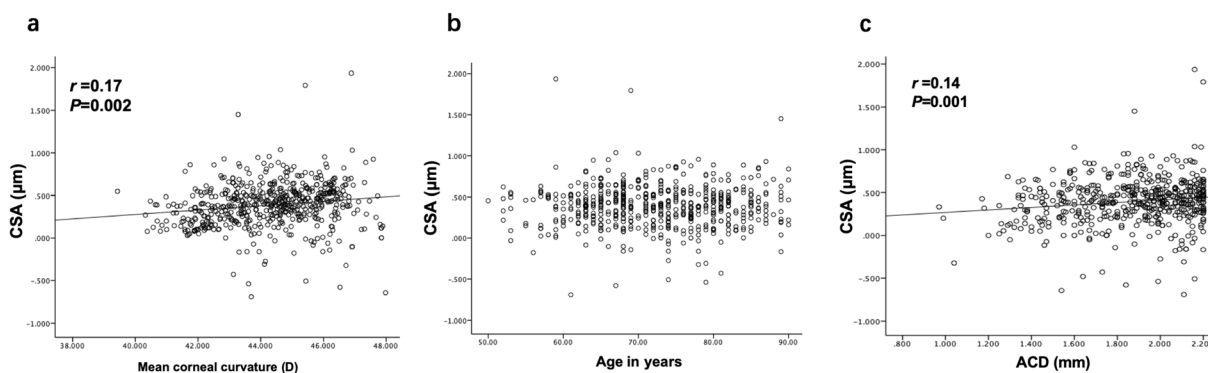 a
r =0.17
P=0.002
2.000
1.500
1.000
.500
.000
-.500
-1.000
CSA (μm)
38.000 40.000 42.000 44.000 46.000 48.000
Mean corneal curvature (D)
b
2.000
1.500
1.000
.500
.000
-.500
-1.000
CSA (μm)
50.00 60.00 70.00 80.00 90.00
Age in years
c
r =0.14
P=0.001
2.000
1.500
1.000
.500
.000
-.500
-1.000
CSA (μm)
.800 1.000 1.200 1.400 1.600 1.800 2.000 2.20
ACD (mm)